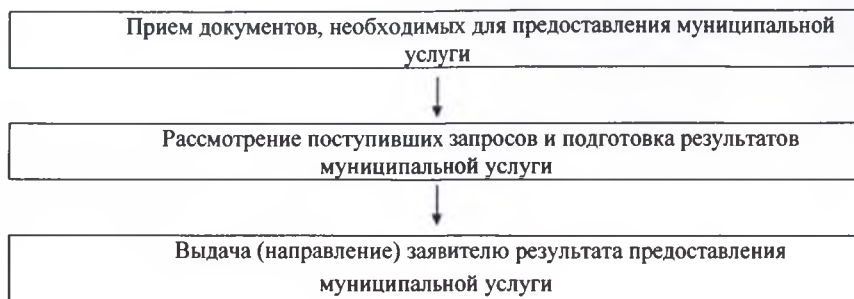 Прием документов, необходимых для предоставления муниципальной
услуги
Рассмотрение поступивших запросов и подготовка результатов
муниципальной услуги
Выдача (направление) заявителю результата предоставления
муниципальной услуги